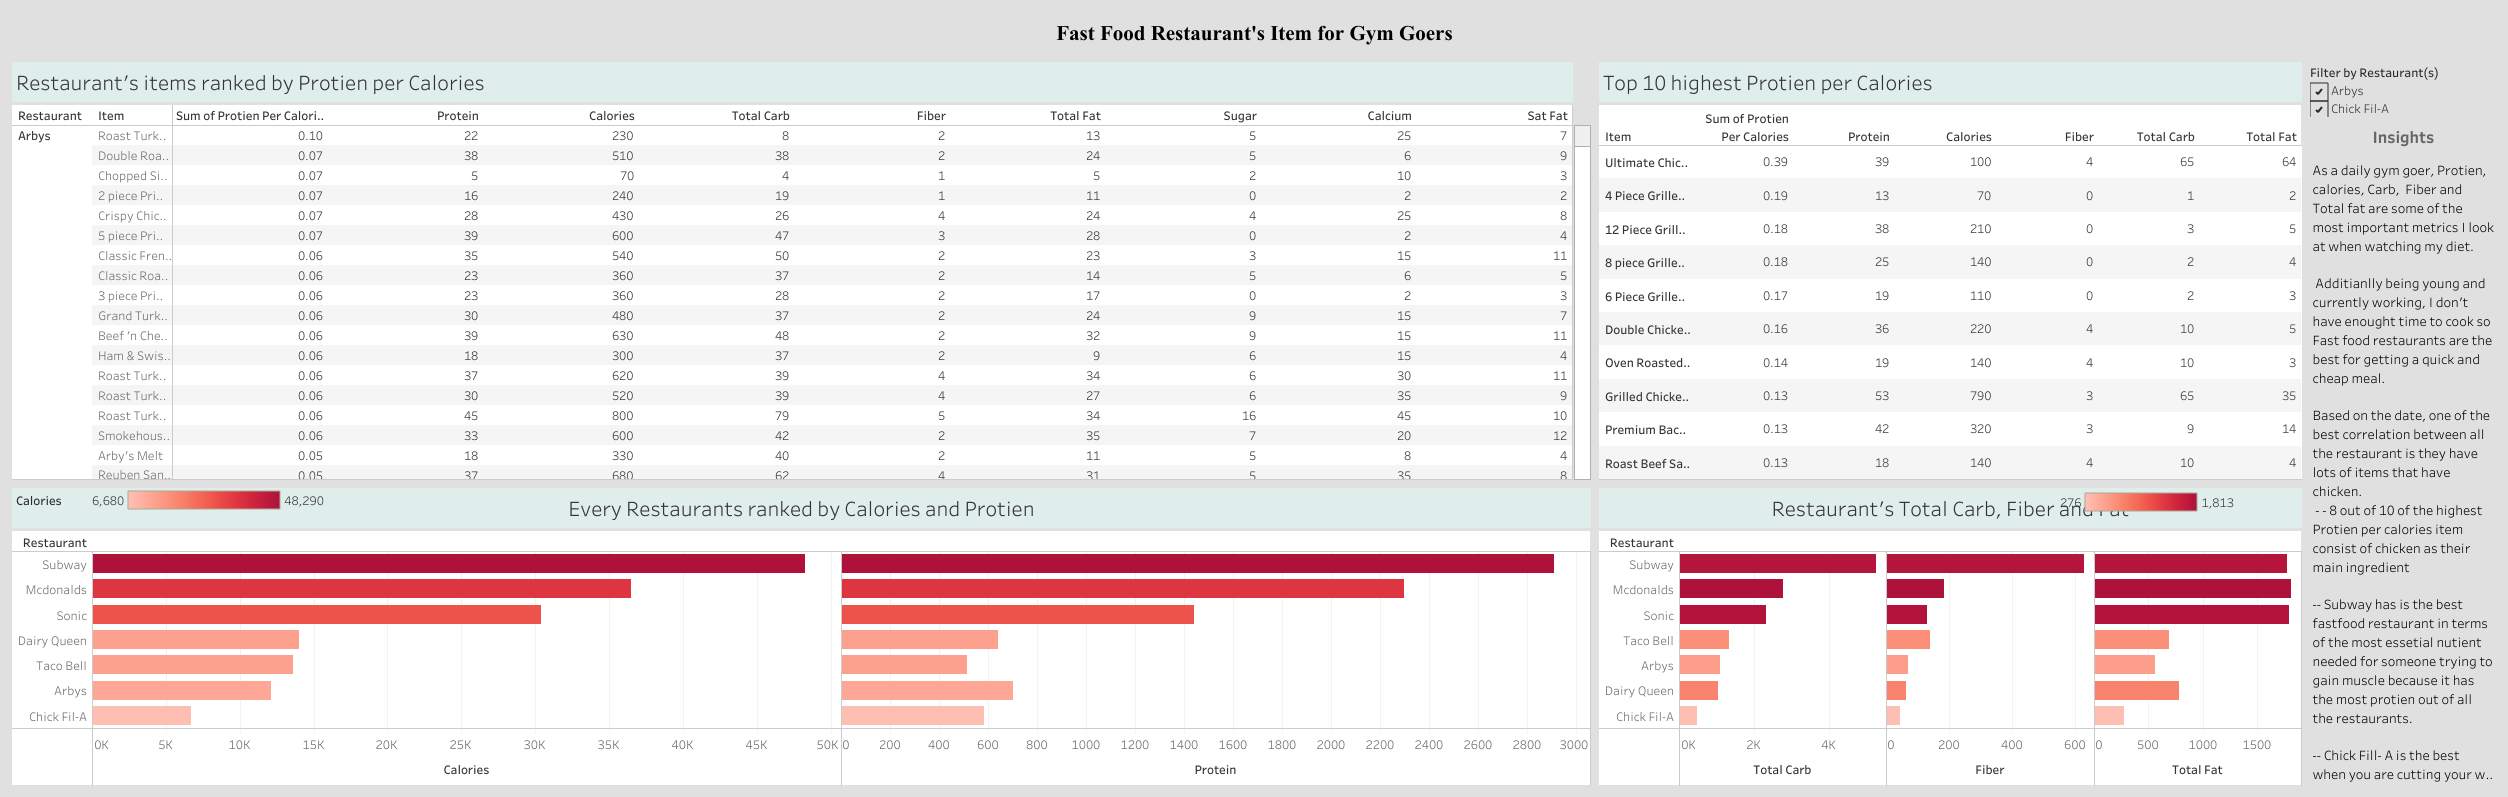 Fast Food Restaurant's Item for Gym Goers
Restaurant's items ranked by Protien per Calories
Restaurant Item Sum of Protien Per Calori.. Protein Calories Total Carb Fiber Total Fat Sugar Calcium Sat Fat
Arbys Roast Turk.. 0.10 22 230 8 2 13 5 25 7
Double Roa.. 0.07 38 510 38 2 24 5 6 9
Chopped Si.. 0.07 5 70 4 1 5 2 10 3
2 piece Pri.. 0.07 16 240 19 1 11 0 2 2
Crispy Chic.. 0.07 28 430 26 4 24 4 25 8
5 piece Pri.. 0.07 39 600 47 3 28 0 2 4
Classic Fren.. 0.06 35 540 50 2 23 3 15 11
Classic Roa.. 0.06 23 360 37 2 14 5 6 5
3 piece Pri.. 0.06 23 360 28 2 17 0 2 3
Grand Turk.. 0.06 30 480 37 2 24 9 15 7
Beef 'n Che.. 0.06 39 630 48 2 32 9 15 11
Ham & Swis.. 0.06 18 300 37 2 9 6 15 4
Roast Turk.. 0.06 37 620 39 4 34 6 30 11
Roast Turk.. 0.06 30 520 39 4 27 6 35 9
Roast Turk.. 0.06 45 800 79 5 34 16 45 10
Smokehous.. 0.06 33 600 42 2 35 7 20 12
Arby's Melt 0.05 18 330 40 2 11 5 8 4
Reuben San.. 0.05 37 680 62 4 31 5 35 8
Top 10 highest Protien per Calories
Sum of Protien
Item Per Calories Protein Calories Fiber Total Carb Total Fat
Ultimate Chic.. 0.39 39 100 4 65 64
4 Piece Grille.. 0.19 13 70 0 1 2
12 Piece Grill.. 0.18 38 210 0 3 5
8 piece Grille.. 0.18 25 140 0 2 4
6 Piece Grille.. 0.17 19 110 0 2 3
Double Chicke.. 0.16 36 220 4 10 5
Oven Roasted.. 0.14 19 140 4 10 3
Grilled Chicke.. 0.13 53 790 3 65 35
Premium Bac.. 0.13 42 320 3 9 14
Roast Beef Sa.. 0.13 18 140 4 10 4
Filter by Restaurant(s)
Arbys
Chick Fil-A
Insights
As a daily gym goer, Protien,
calories, Carb, Fiber and
Total fat are some of the
most important metrics I look
at when watching my diet.
Additianlly being young and
currently working, I don't
have enought time to cook so
Fast food restaurants are the
best for getting a quick and
cheap meal.
Based on the date, one of the
best correlation between all
the restaurant is they have
lots of items that have
chicken.
- - 8 out of 10 of the highest
Protien per calories item
consist of chicken as their
main ingredient
-- Subway has is the best
fastfood restaurant in terms
of the most essetial nutient
needed for someone trying to
gain muscle because it has
the most protien out of all
the restaurants.
-- Chick Fill- A is the best
when you are cutting your w..
Calories 6,680 48,290
Every Restaurants ranked by Calories and Protien
Restaurant
Subway
Mcdonalds
Sonic
Dairy Queen
Taco Bell
Arbys
Chick Fil-A
0K 5K 10K 15K 20K 25K 30K 35K 40K 45K 50K
Calories
0 200 400 600 800 1000 1200 1400 1600 1800 2000 2200 2400 2600 2800 3000
Protein
Restaurant's Total Carb, Fiber and Fat
276 1,813
Restaurant
Subway
Mcdonalds
Sonic
Taco Bell
Arbys
Dairy Queen
Chick Fil-A
0K 2K 4K
Total Carb
0 200 400 600
Fiber
0 500 1000 1500
Total Fat